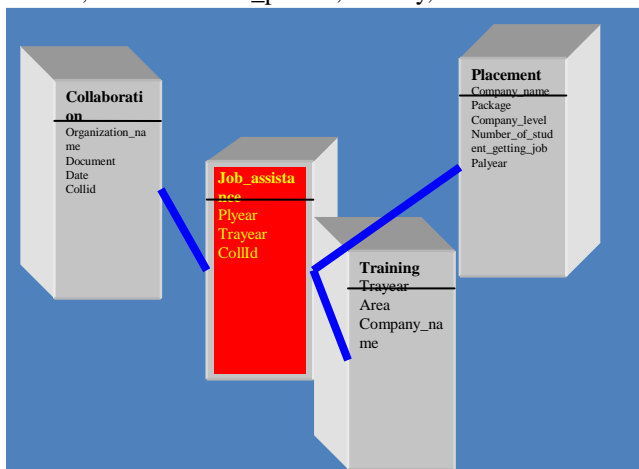 Collaborati
on
Organization_na
me
Document
Date
Collid
Job_assista
nce
Plyear
Trayear
CollId
Training
Trayear
Area
Company_na
me
Placement
Company_name
Package
Company_level
Number_of_stud
ent_getting_job
Palyear